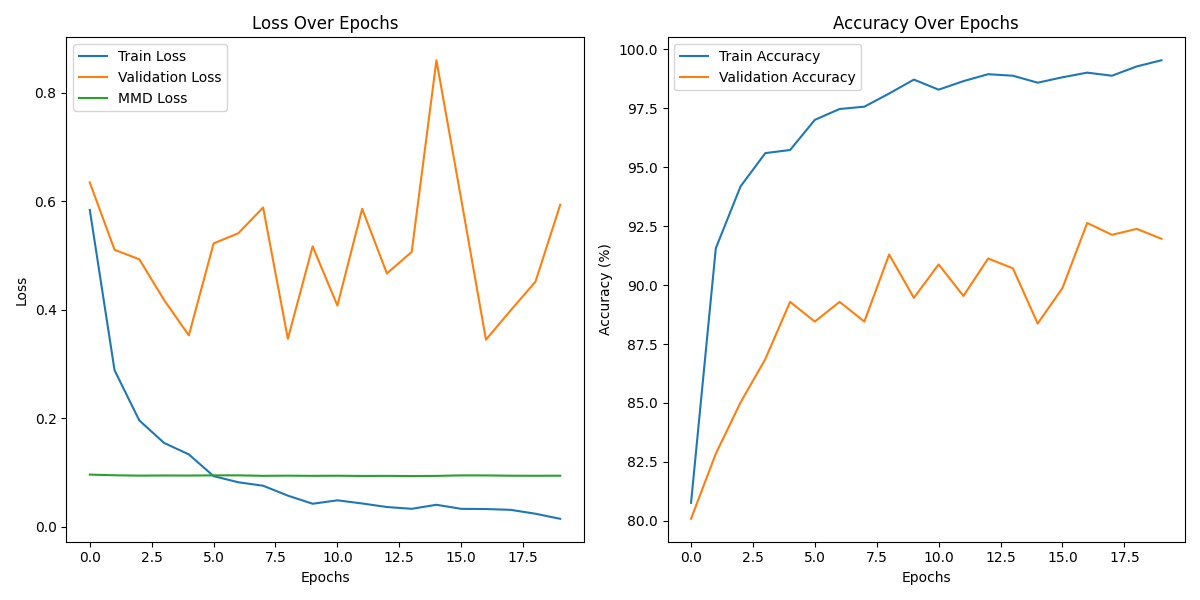 Loss Over Epochs
Train Loss
Validation Loss
MMD Loss
0.8
0.6
0.4
0.2
0.0
Loss
0.0 2.5 5.0 7.5 10.0 12.5 15.0 17.5
Epochs
Accuracy Over Epochs
Train Accuracy
Validation Accuracy
100.0
97.5
95.0
92.5
90.0
87.5
85.0
82.5
80.0
Accuracy (%)
0.0 2.5 5.0 7.5 10.0 12.5 15.0 17.5
Epochs